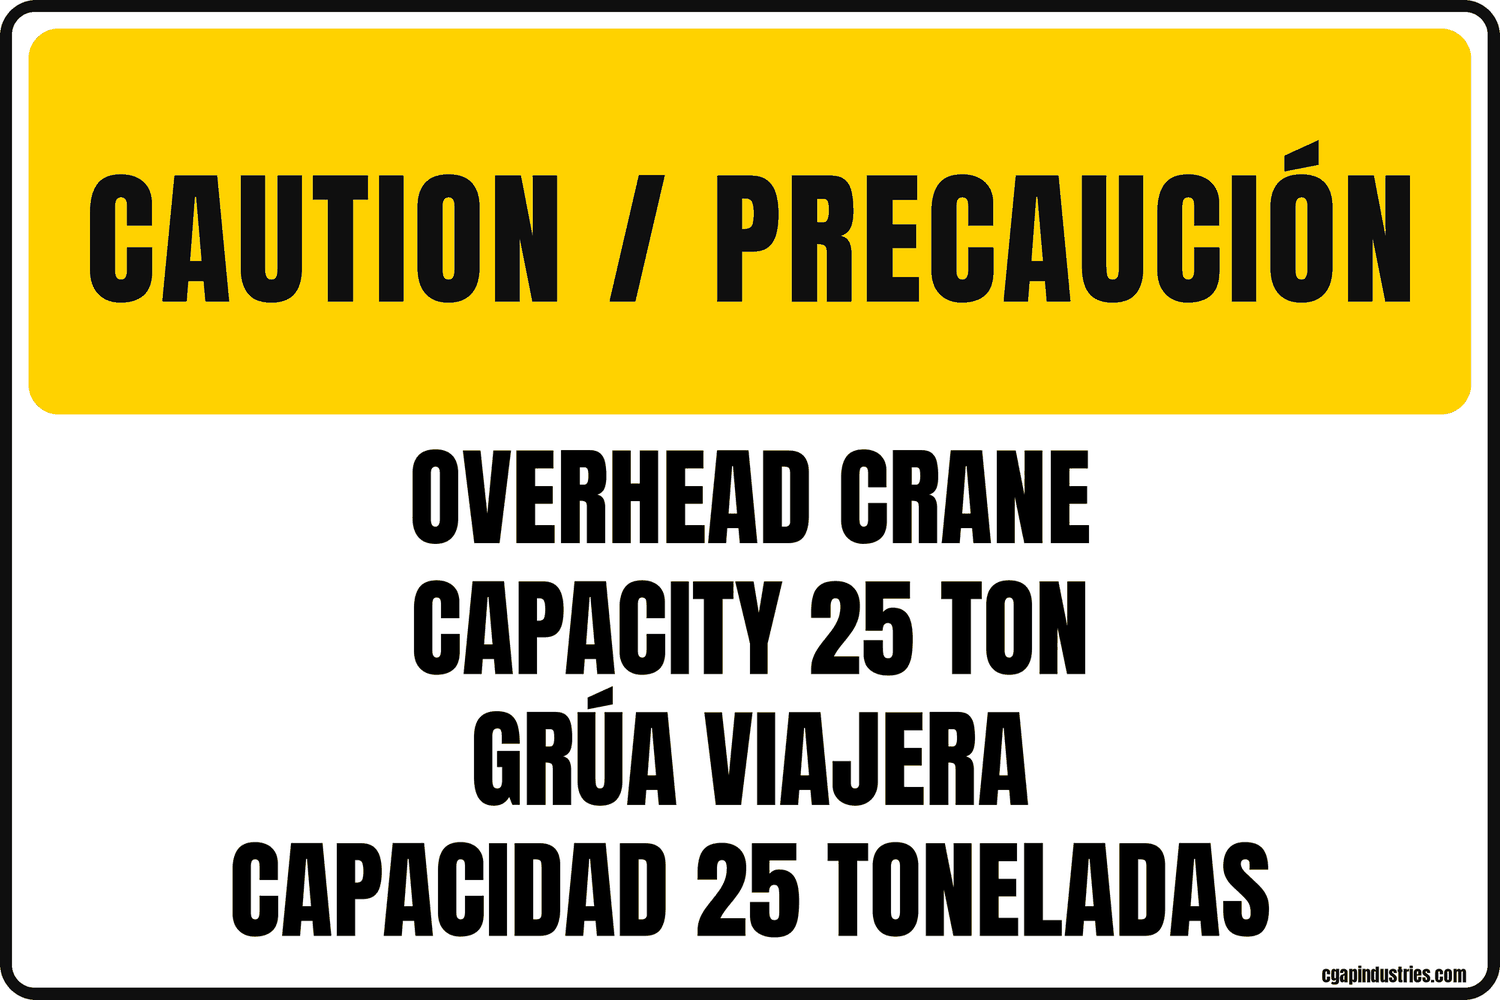 CAUTION / PRECAUCIÓN
OVERHEAD CRANE
CAPACITY 25 TON
GRÚA VIAJERA
CAPACIDAD 25 TONELADAS
cgapindustries.com